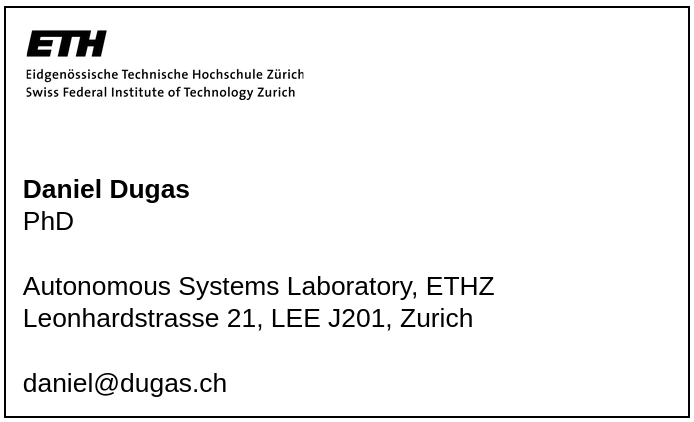 ETH
Eidgenössische Technische Hochschule Zürich
Swiss Federal Institute of Technology Zurich
Daniel Dugas
PhD
Autonomous Systems Laboratory, ETHZ
Leonhardstrasse 21, LEE J201, Zurich
daniel@dugas.ch